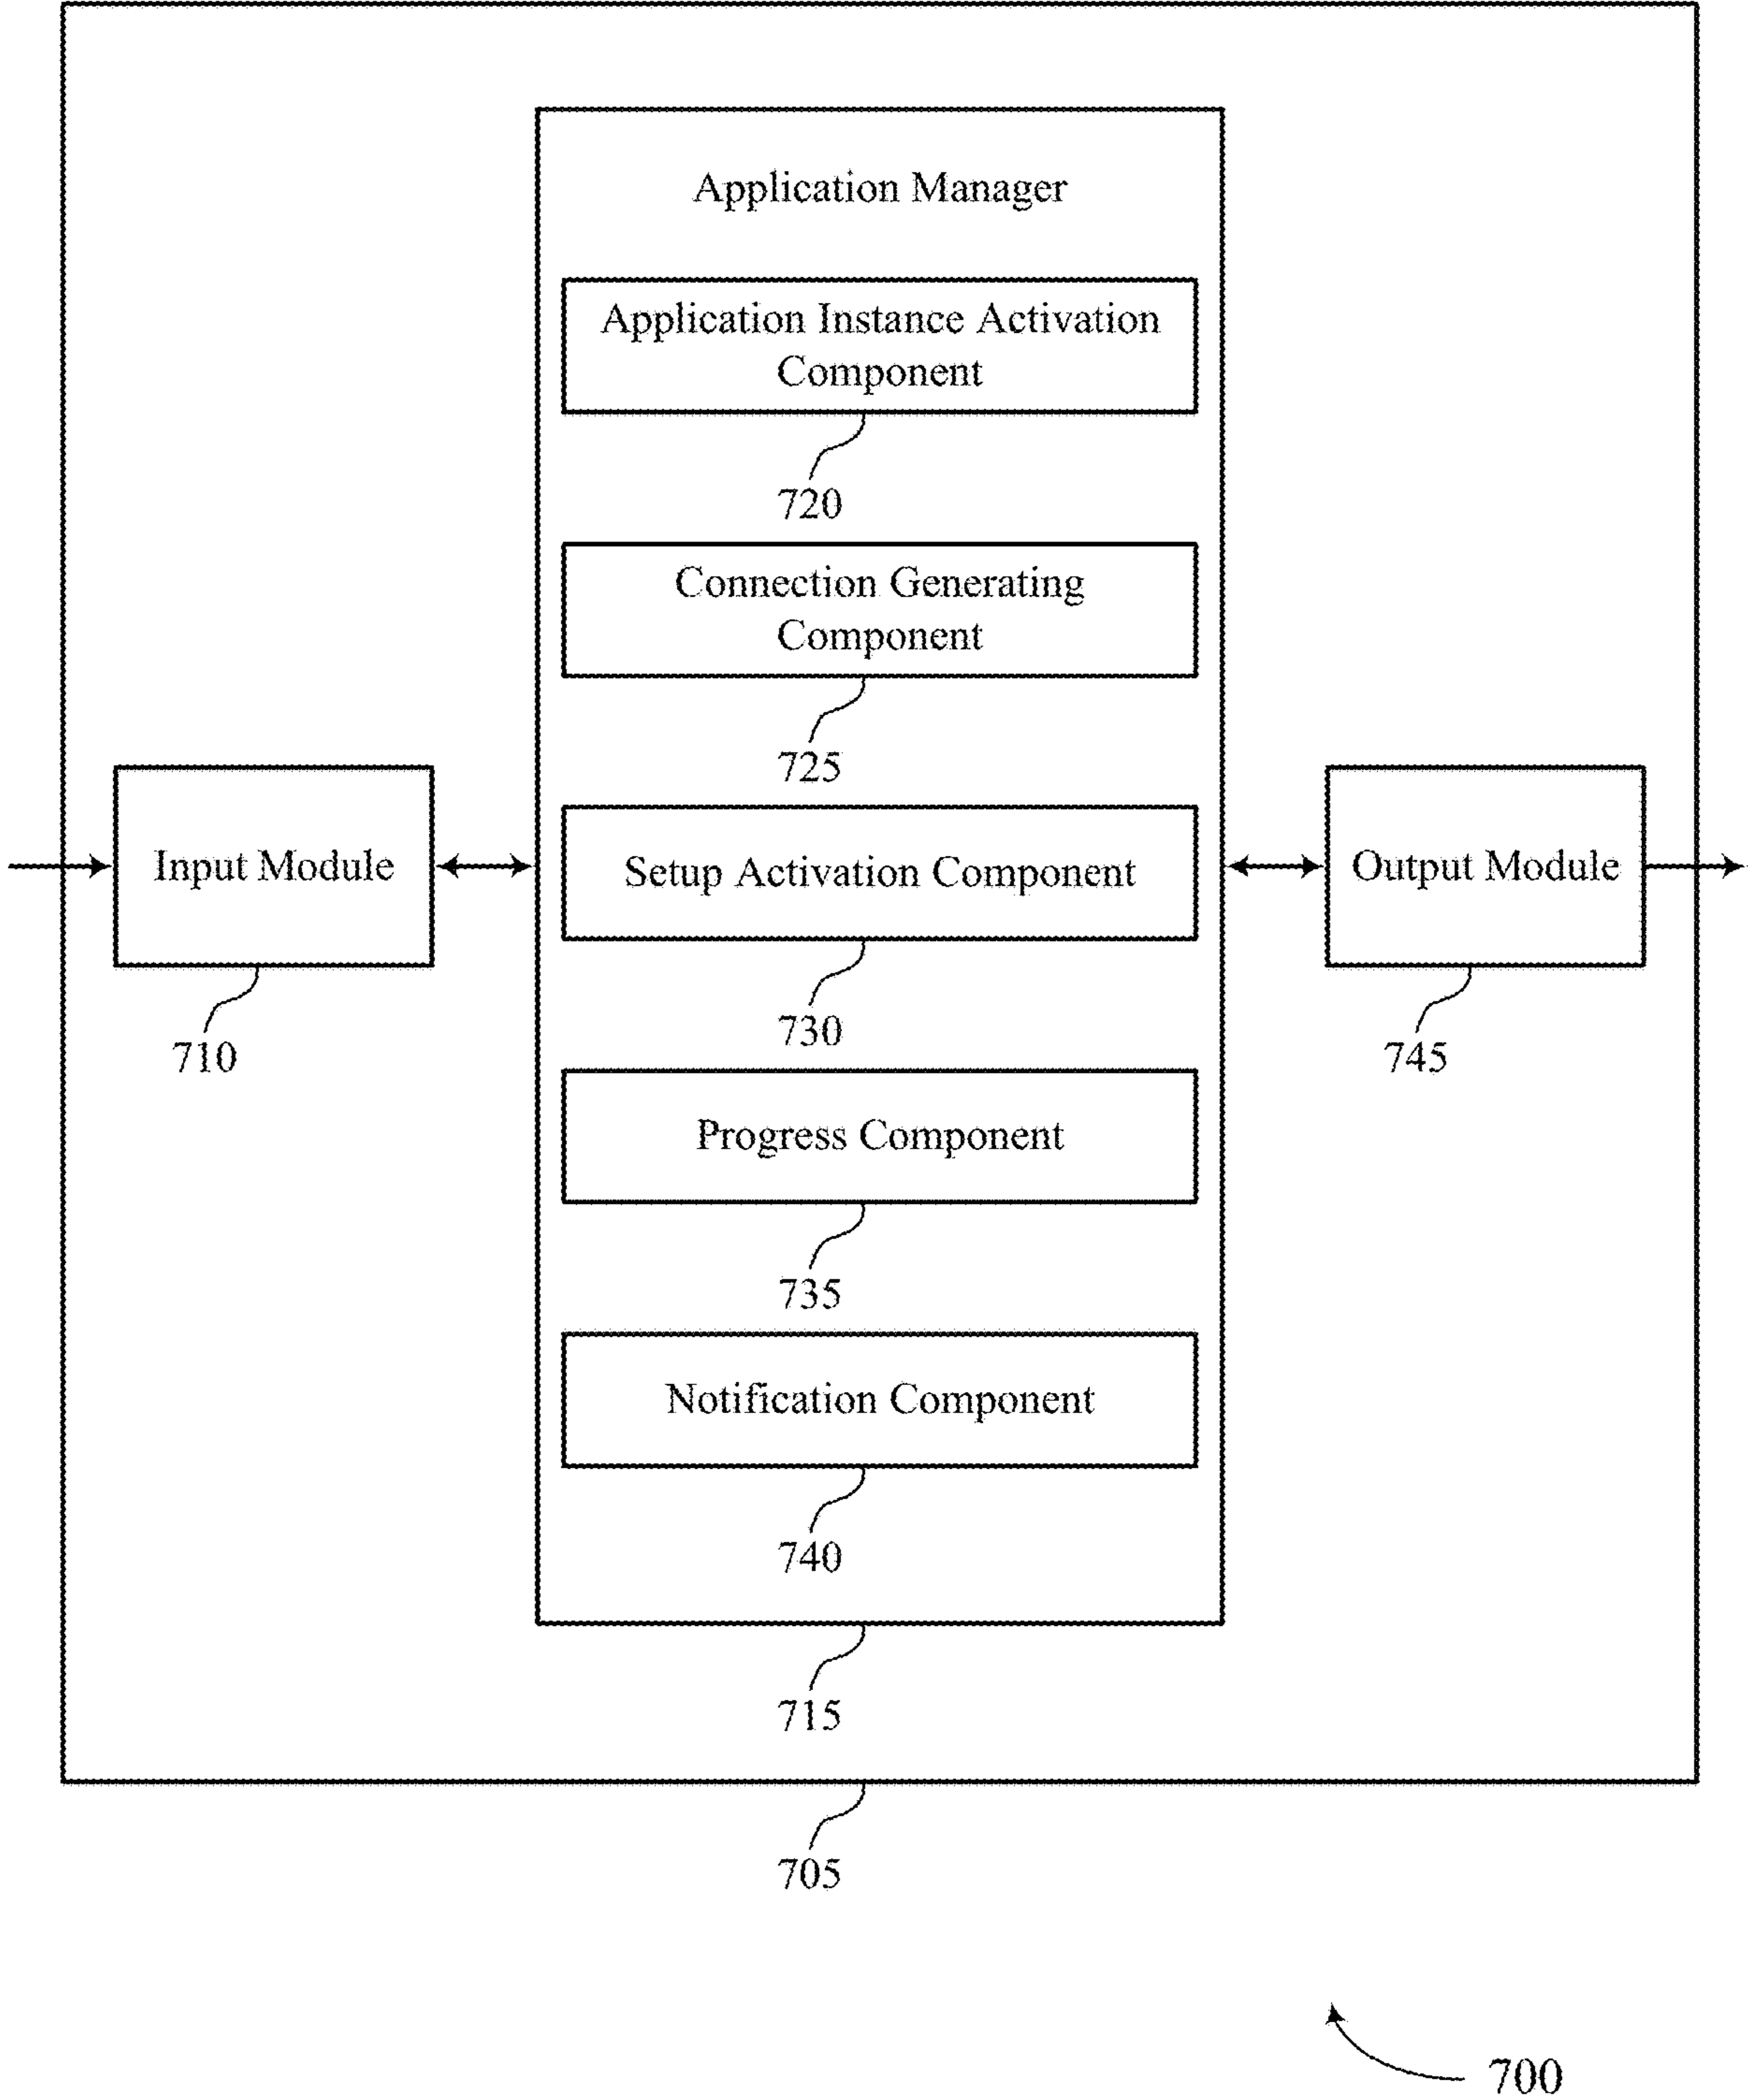 Application Manager
Application Instance Activation
Component
720
Connection Generating
Component
725
Input Module
710
Setup Activation Component
730
Output Module
745
Progress Component
735
Notification Component
740
715
705
700